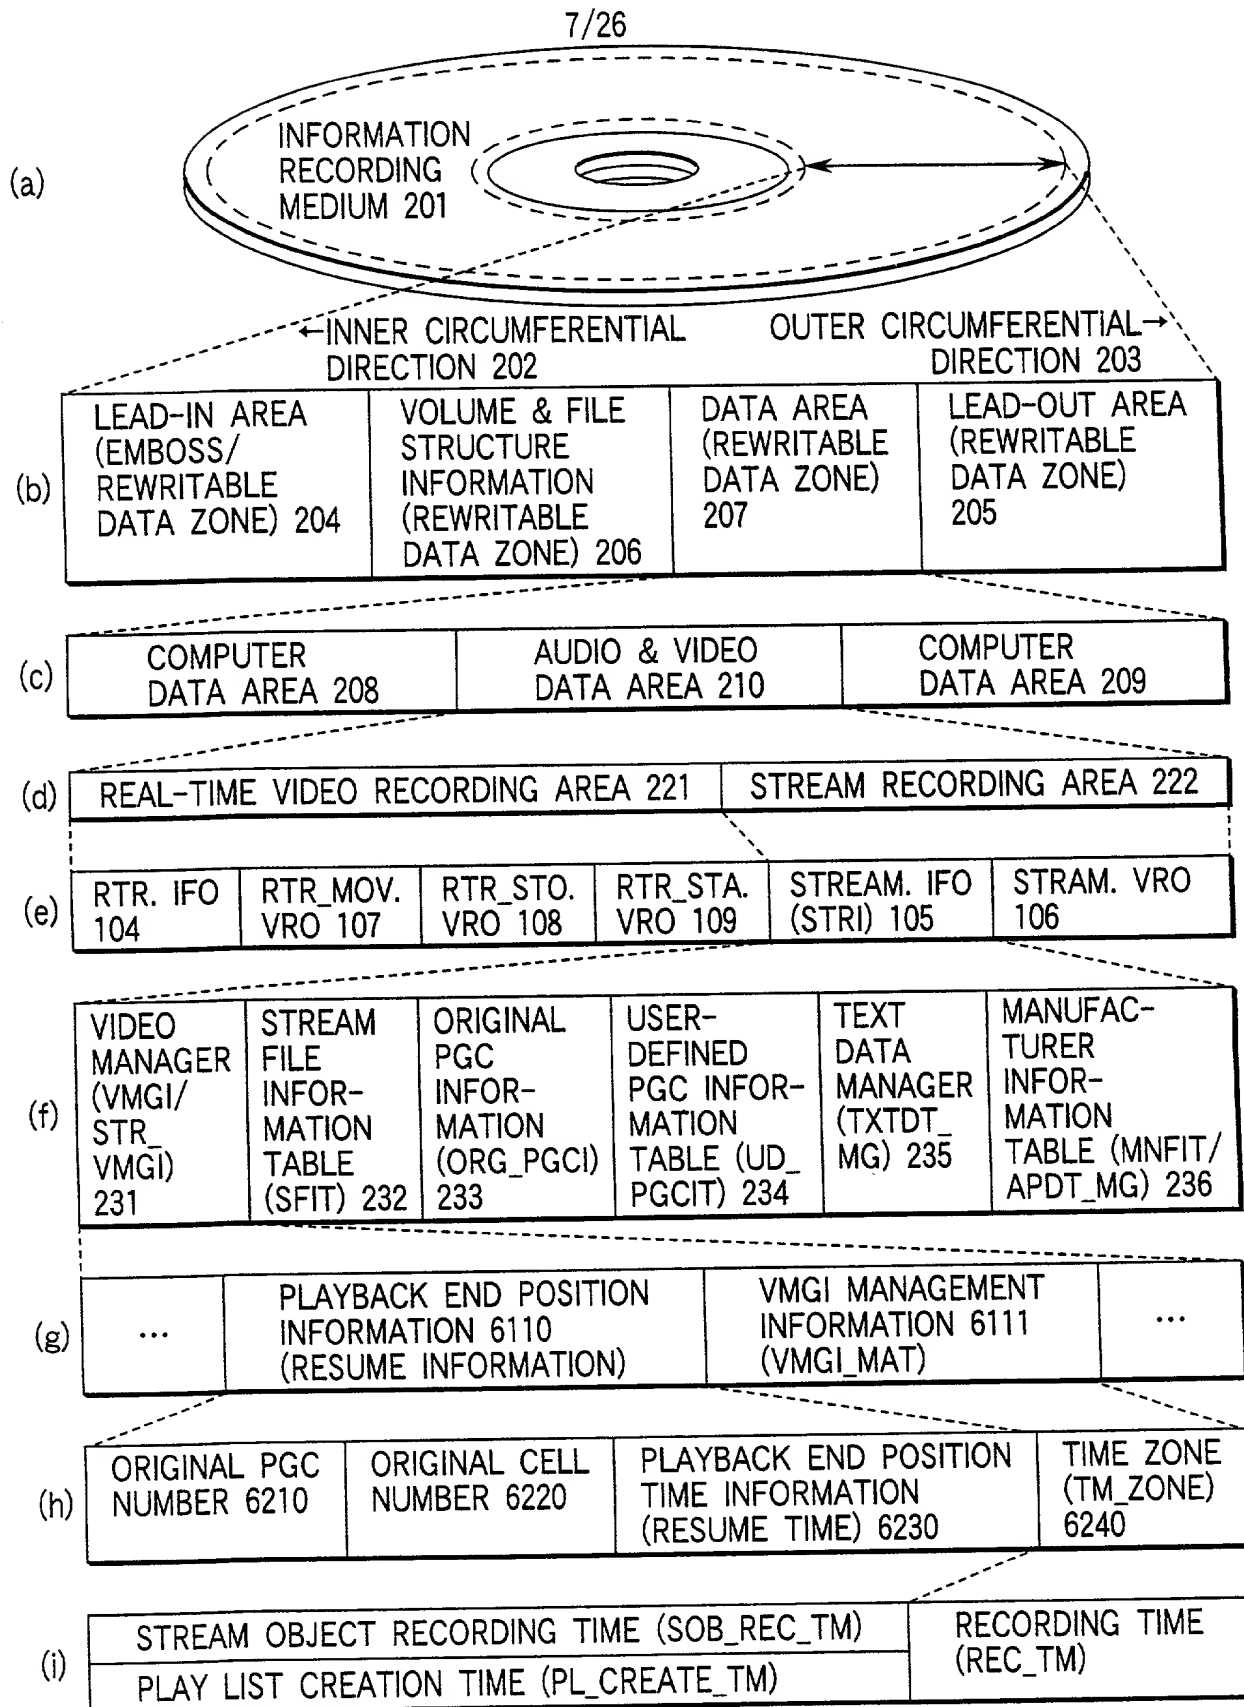 7/26
(a)
INFORMATION
RECORDING
MEDIUM 201
←INNER CIRCUMFERENTIAL
DIRECTION 202
OUTER CIRCUMFERENTIAL→
DIRECTION 203
(b)
LEAD-IN AREA
(EMBOSS/
REWRITABLE
DATA ZONE) 204
VOLUME & FILE
STRUCTURE
INFORMATION
(REWRITABLE
DATA ZONE) 206
DATA AREA
(REWRITABLE
DATA ZONE)
207
LEAD-OUT AREA
(REWRITABLE
DATA ZONE)
205
(c)
COMPUTER
DATA AREA 208
AUDIO & VIDEO
DATA AREA 210
COMPUTER
DATA AREA 209
(d)
REAL-TIME VIDEO RECORDING AREA 221
STREAM RECORDING AREA 222
(e)
RTR. IFO
104
RTR_MOV.
VRO 107
RTR_STO.
VRO 108
RTR_STA.
VRO 109
STREAM. IFO
(STRI) 105
STRAM. VRO
106
(f)
VIDEO
MANAGER
(VMGI/
STR_
VMGI)
231
STREAM
FILE
INFOR-
MATION
TABLE
(SFIT) 232
ORIGINAL
PGC
INFOR-
MATION
(ORG_PGCI)
233
USER-
DEFINED
PGC INFOR-
MATION
TABLE (UD_
PGCIT) 234
TEXT
DATA
MANAGER
(TXTDT_
MG) 235
MANUFAC-
TURER
INFOR-
MATION
TABLE (MNFIT/
APDT_MG) 236
(g)
...
PLAYBACK END POSITION
INFORMATION 6110
(RESUME INFORMATION)
VMGI MANAGEMENT
INFORMATION 6111
(VMGI_MAT)
...
(h)
ORIGINAL PGC
NUMBER 6210
ORIGINAL CELL
NUMBER 6220
PLAYBACK END POSITION
TIME INFORMATION
(RESUME TIME) 6230
TIME ZONE
(TM_ZONE)
6240
(i)
STREAM OBJECT RECORDING TIME (SOB_REC_TM)
PLAY LIST CREATION TIME (PL_CREATE_TM)
RECORDING TIME
(REC_TM)